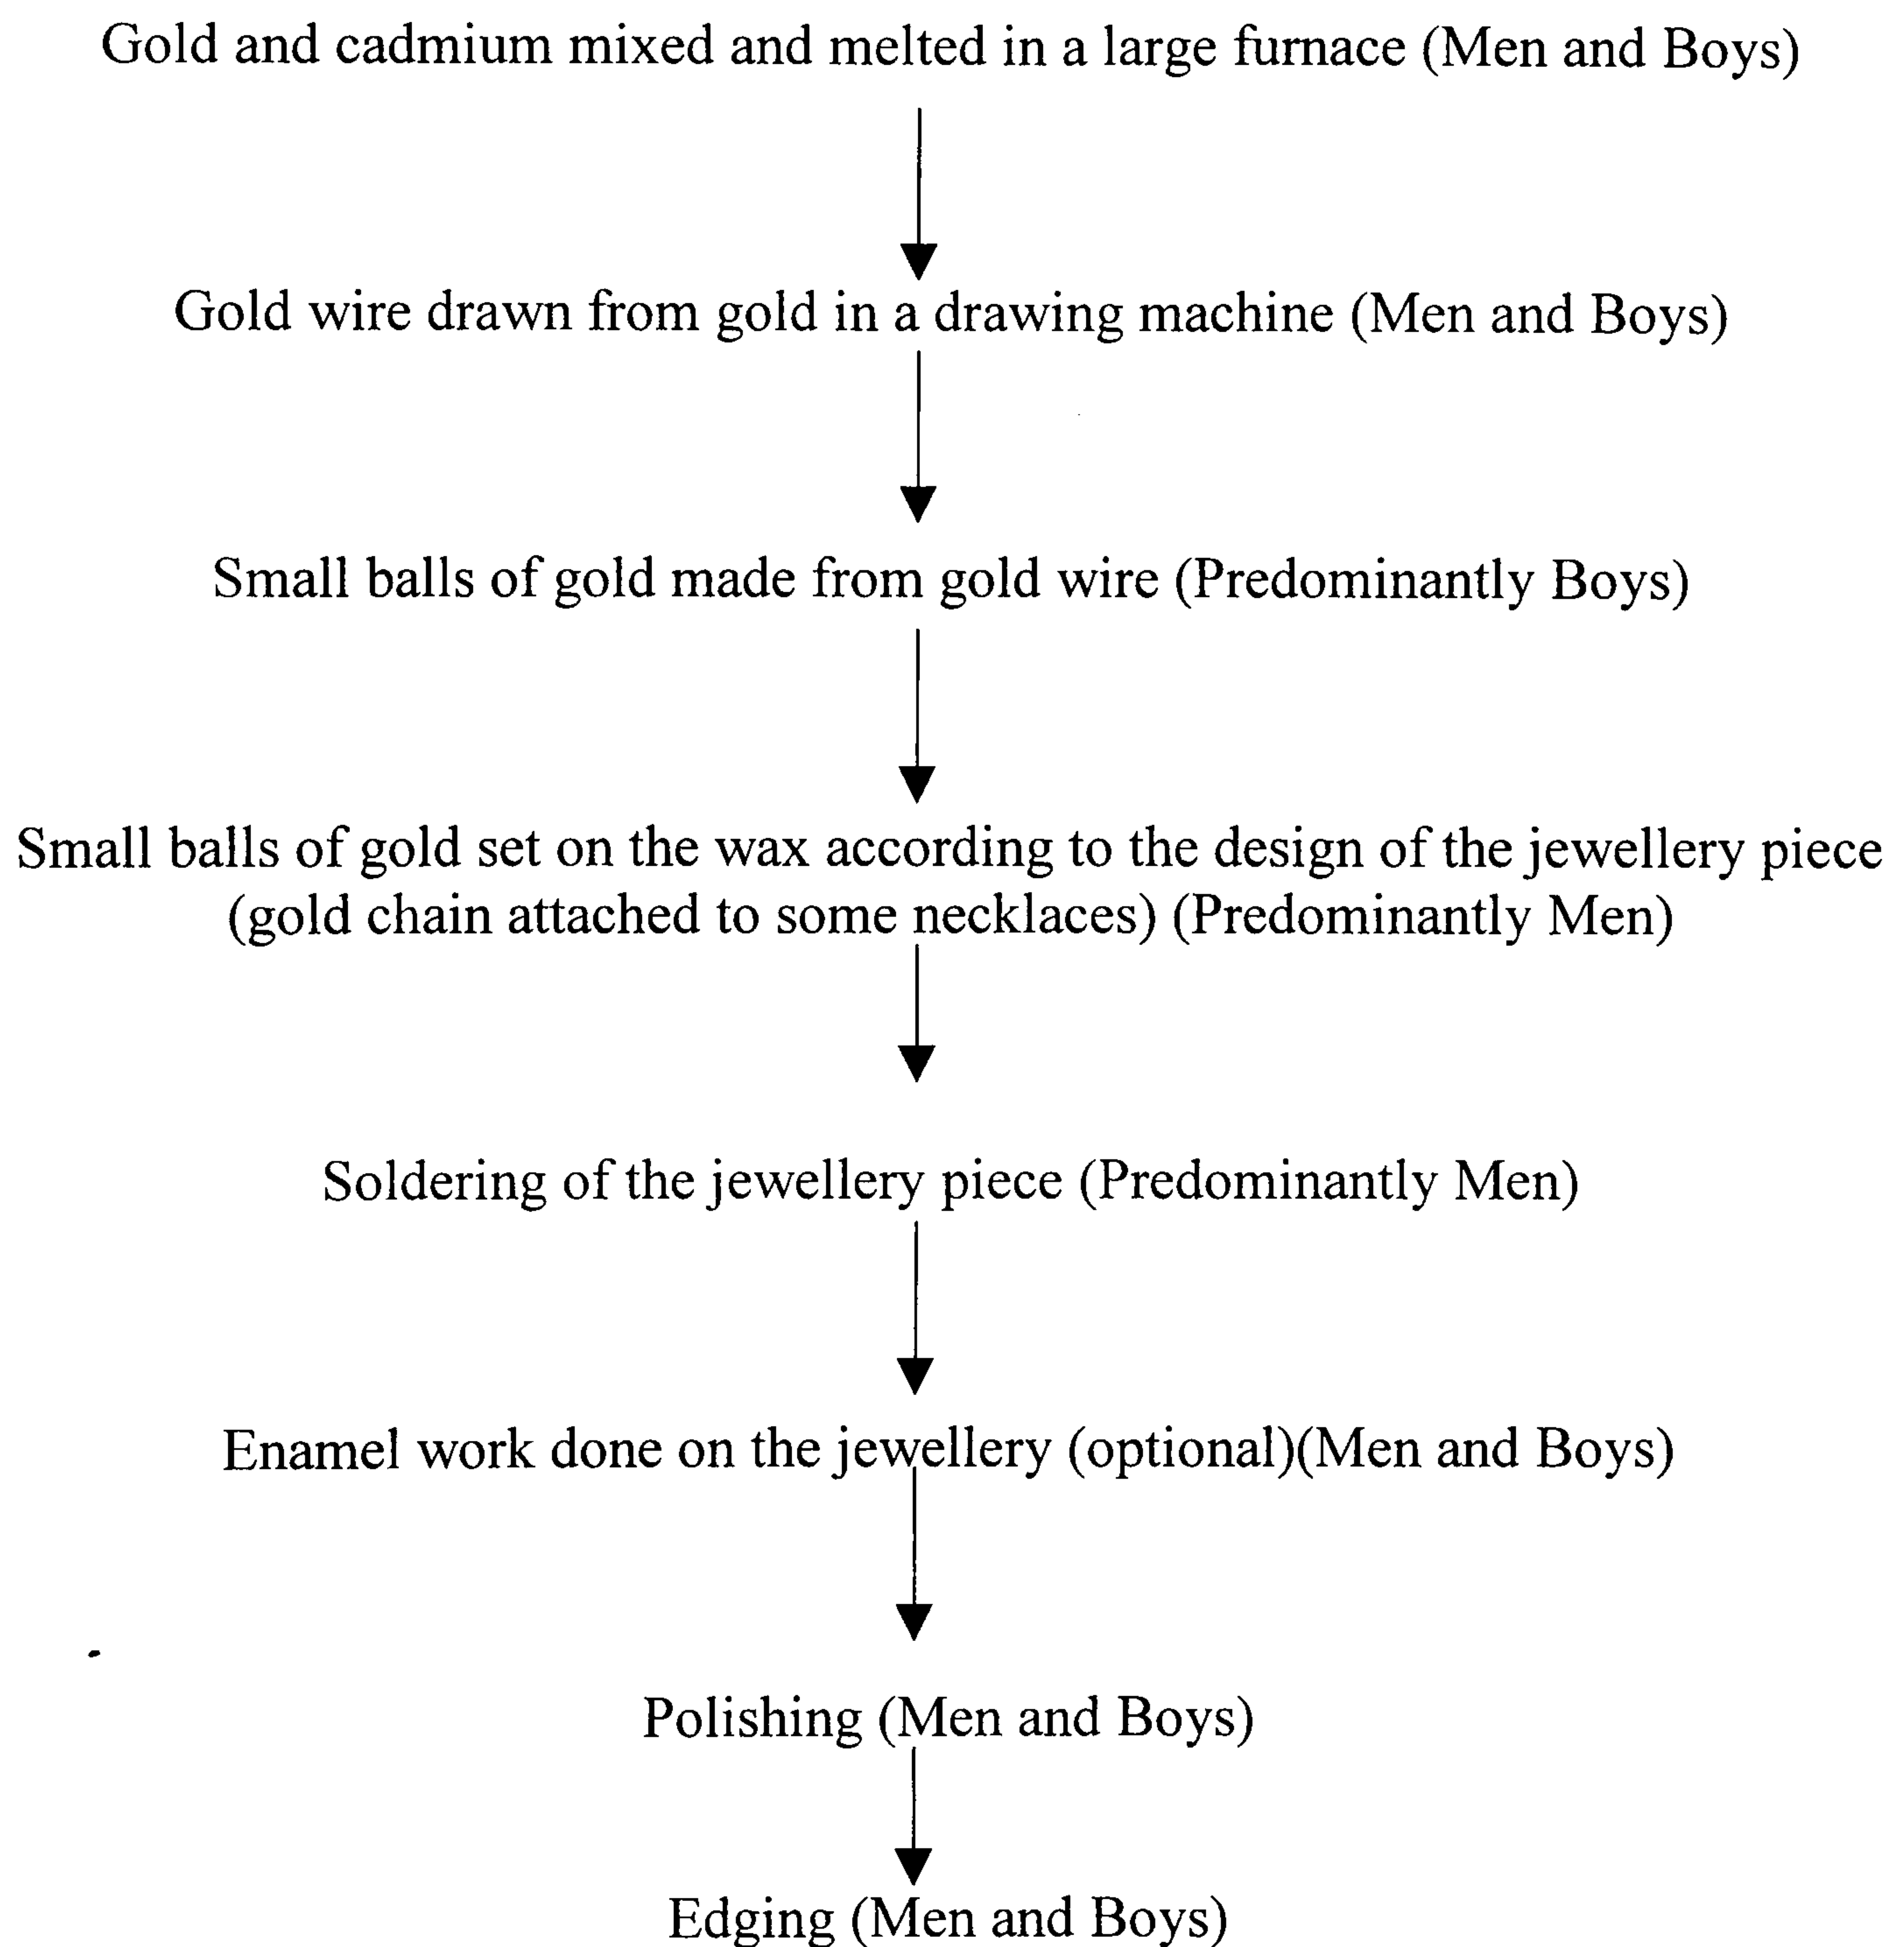 Gold and cadmium mixed and melted in a large furnace (Men and Boys)
Gold wire drawn from gold in a drawing machine (Men and Boys)
Small balls of gold made from gold wire (Predominantly Boys)
Small balls of gold set on the wax according to the design of the jewellery piece
(gold chain attached to some necklaces) (Predominantly Men)
Soldering of the jewellery piece (Predominantly Men)
Enamel work done on the jewellery (optional)(Men and Boys)
Polishing (Men and Boys)
Edging (Men and Boys)